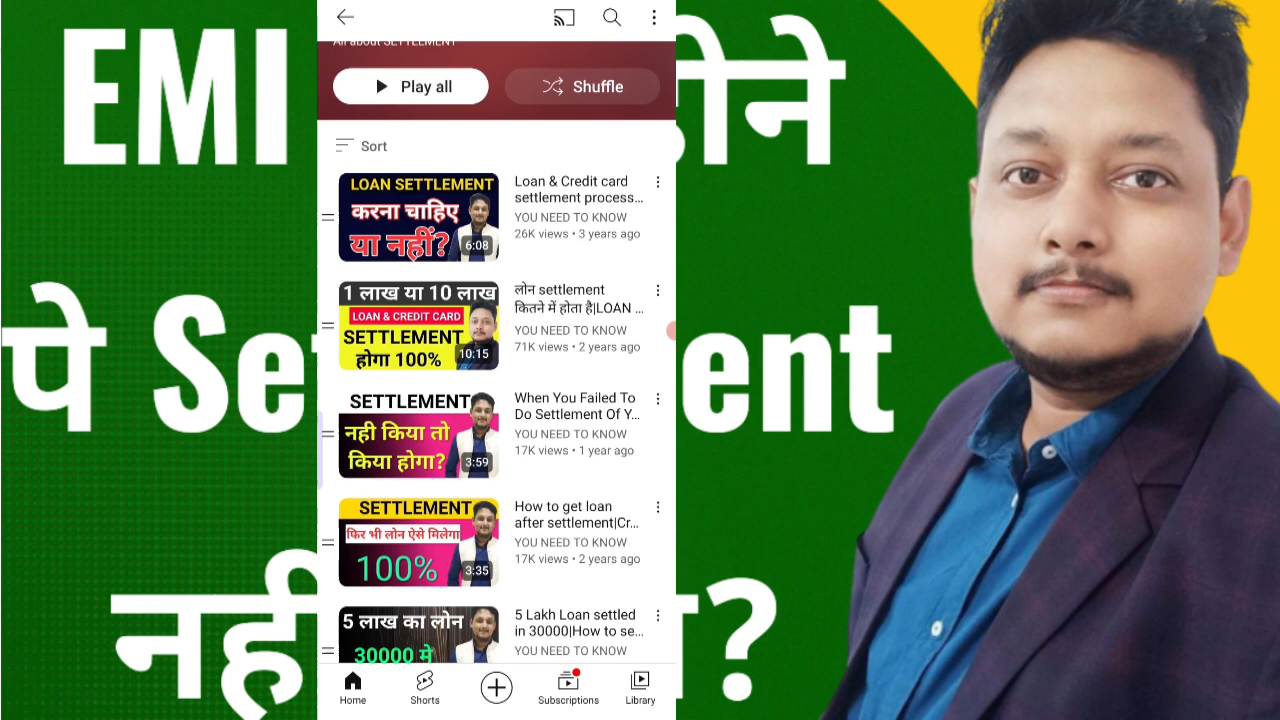 EMI
ीने
पे Se
ent
नही
?
All about SETTLEMENT
Play all
Shuffle
Sort
LOAN SETTLEMENT
करना चाहिए
या नहीं?
6:08
Loan & Credit card
settlement process...
YOU NEED TO KNOW
26K views • 3 years ago
1 लाख या 10 लाख
LOAN & CREDIT CARD
SETTLEMENT
होगा 100%
10:15
लोन settlement
कितने में होता है|LOAN ...
YOU NEED TO KNOW
71K views • 2 years ago
SETTLEMENT
नही किया तो
किया होगा?
3:59
When You Failed To
Do Settlement Of Y...
YOU NEED TO KNOW
17K views • 1 year ago
SETTLEMENT
फिर भी लोन ऐसे मिलेगा
100%
3:35
How to get loan
after settlement|Cr...
YOU NEED TO KNOW
17K views • 2 years ago
5 लाख का लोन
30000 मे
5 Lakh Loan settled
in 30000|How to se...
YOU NEED TO KNOW
Home
Shorts
Subscriptions
Library